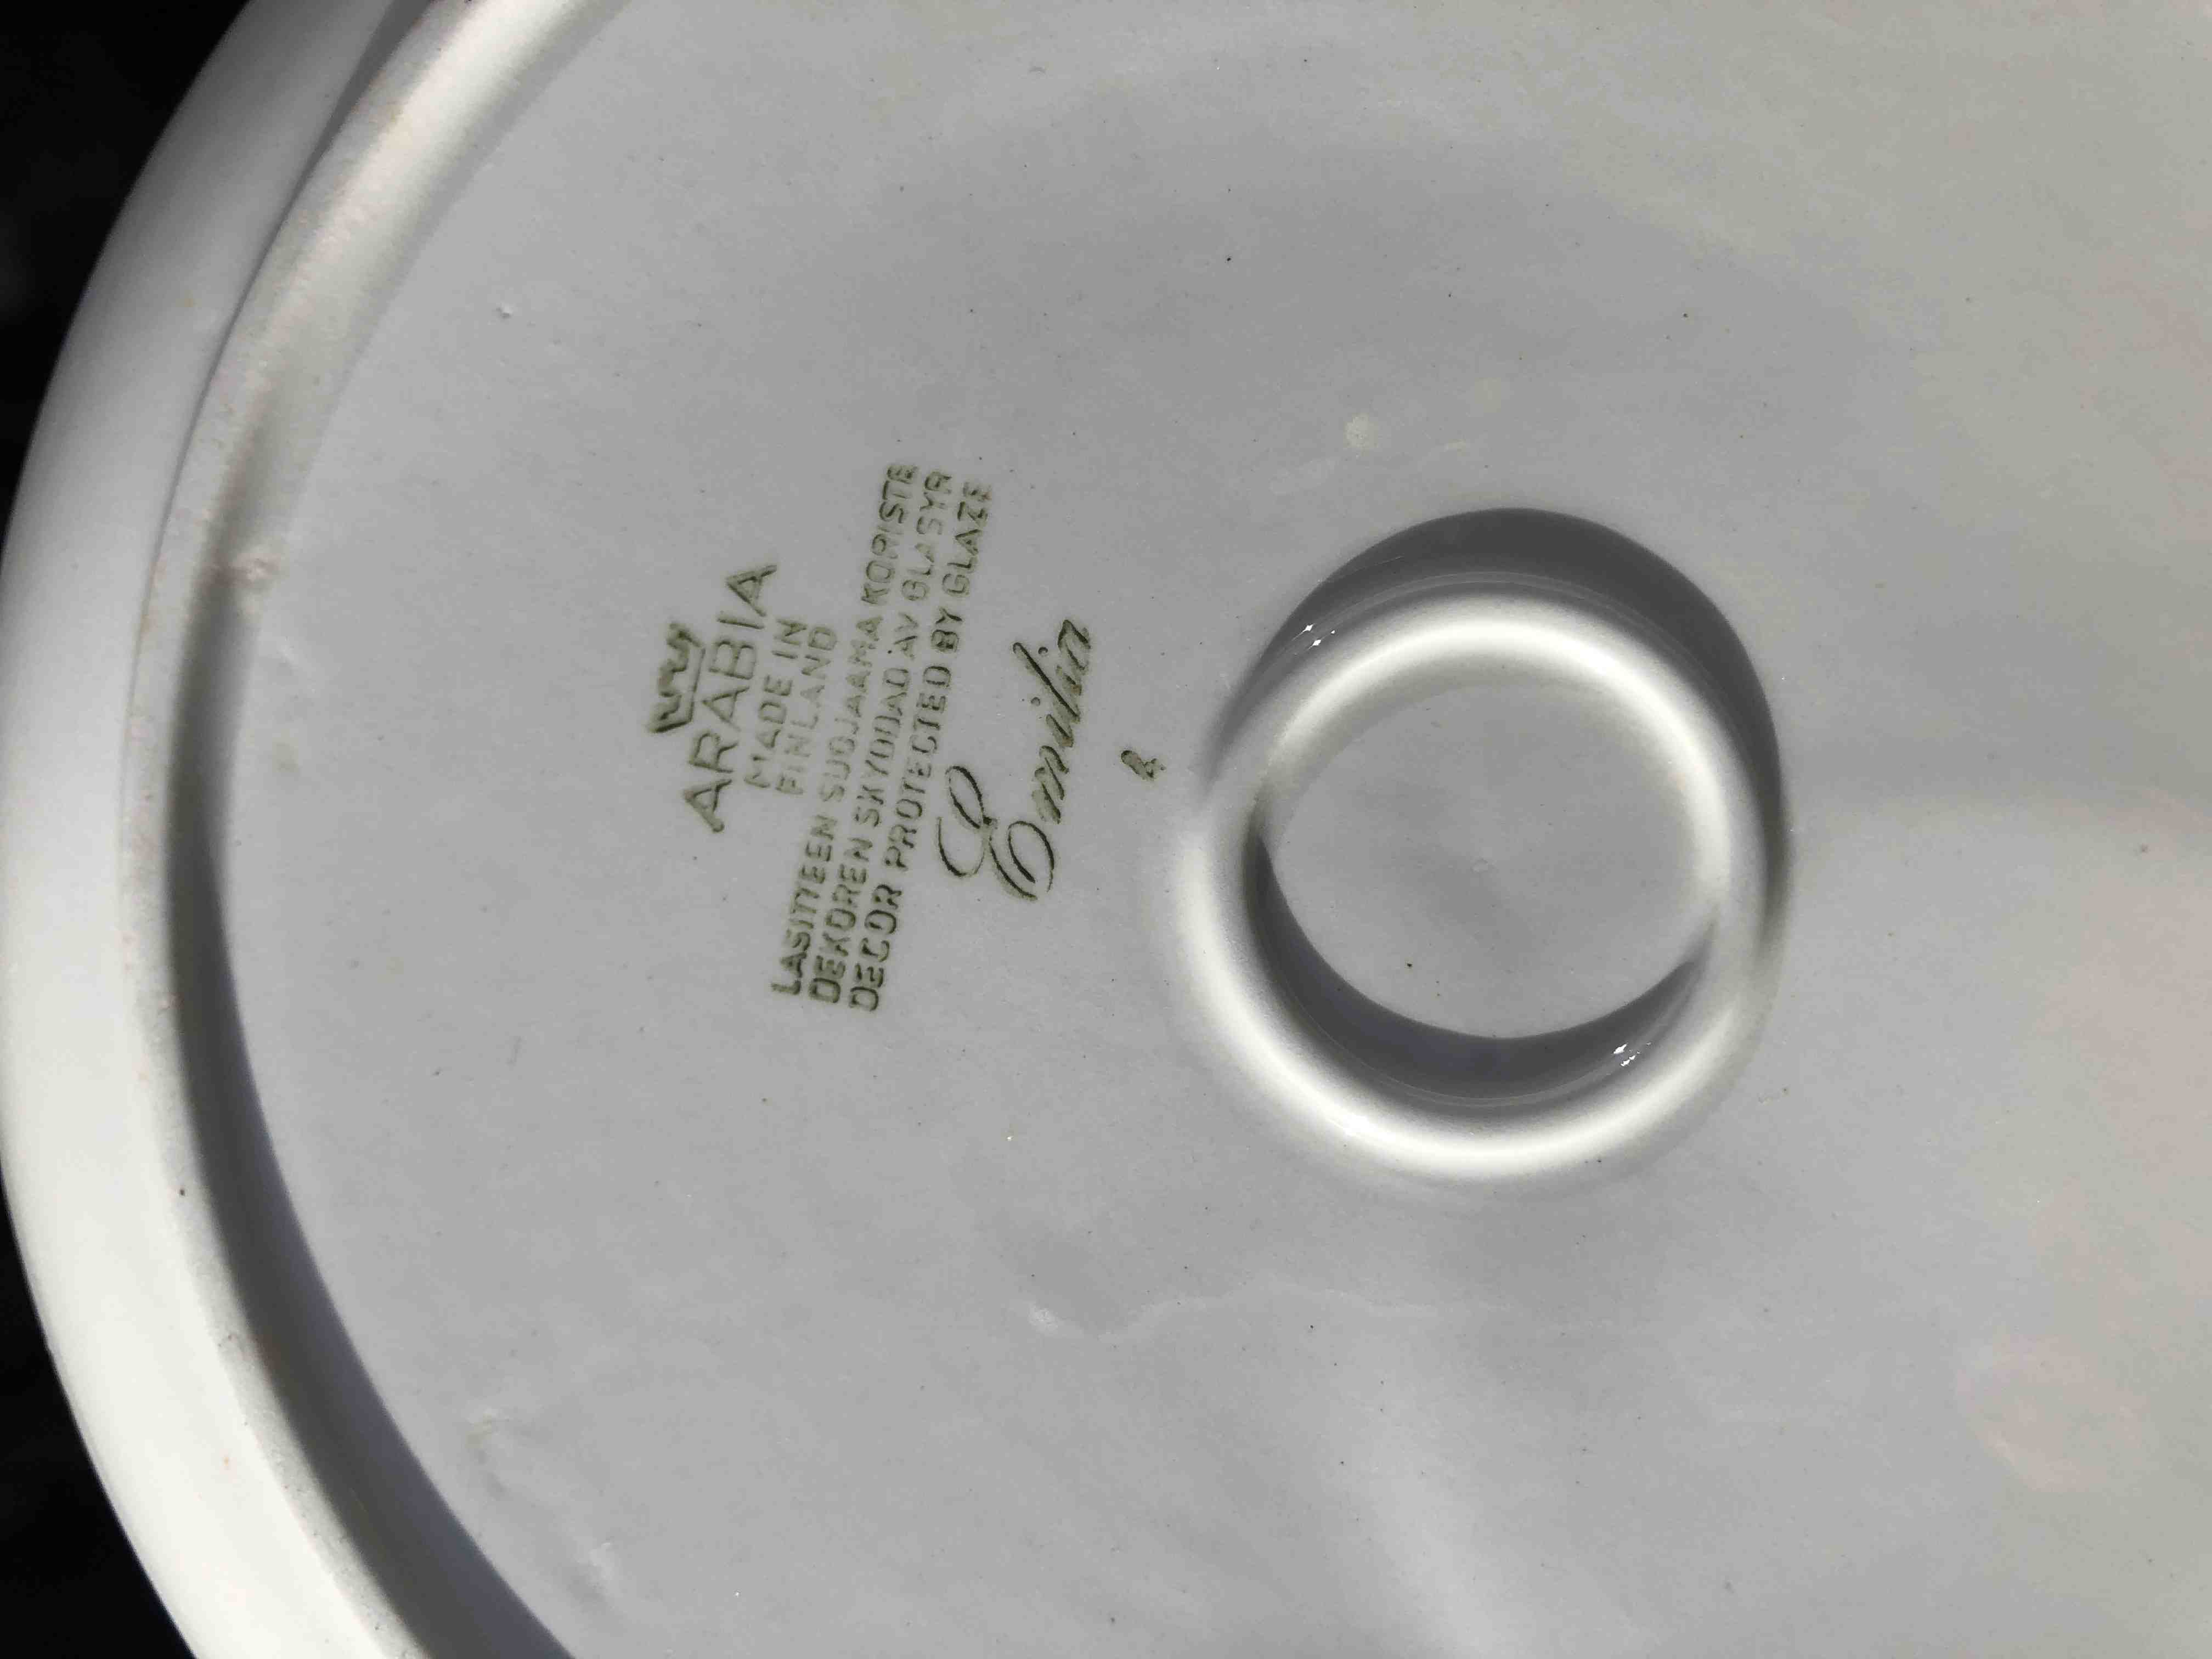 ARABIA
MADE IN
FINLAND
LASITTEEN SUOJAAMA KORISTE
DEKOREN SKYDDAD AV GLASYR
DECOR PROTECTED BY GLAZE
Emilia